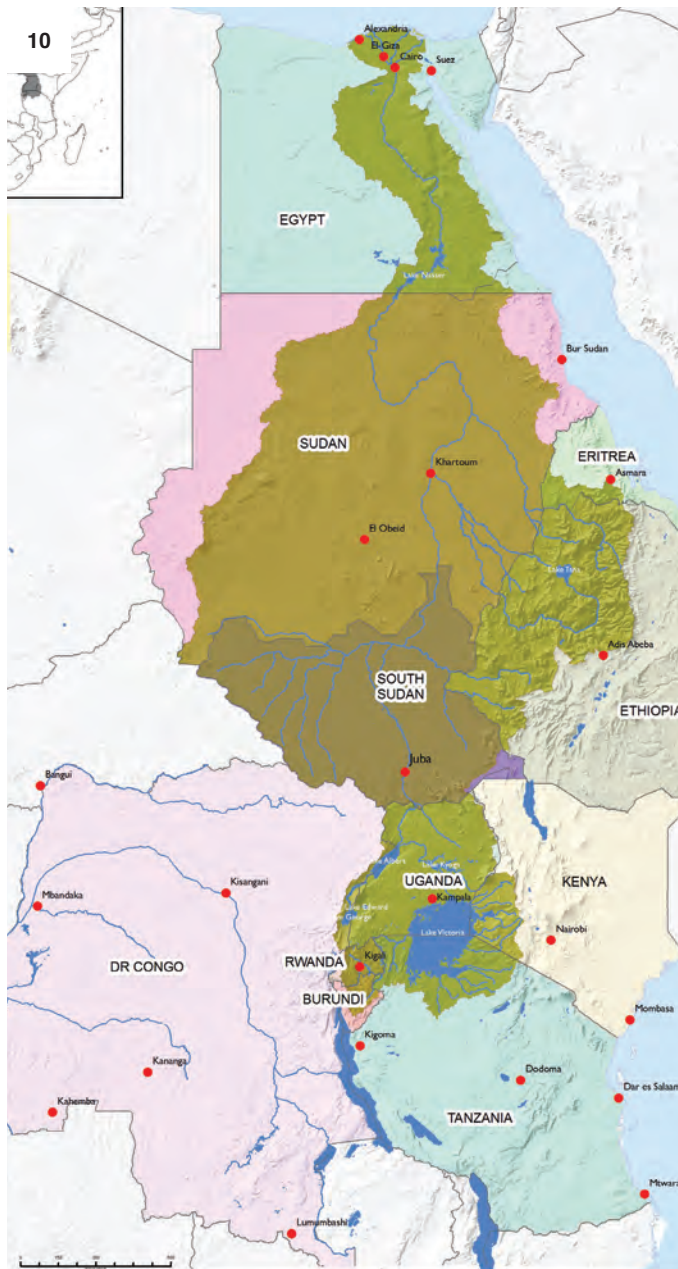 10
Alexandria
El-Giza
Cairo
Suez
EGYPT
Lake Nasser
Bur Sudan
SUDAN
ERITREA
Khartoum
Asmara
El Obeid
Lake Tana
Adis Abeba
SOUTH
SUDAN
ETHIOPIA
Juba
Bangui
Lake Albert
Lake Kyoga
Kisangani
UGANDA
KENYA
Mbandaka
Kampala
Lake Edward
George
Lake Victoria
Nairobi
DR CONGO
RWANDA
Kigali
BURUNDI
Mombasa
Kigoma
Kananga
Dodoma
Dar es Salaam
Kahemba
TANZANIA
Mtwara
Lumumbashi
0